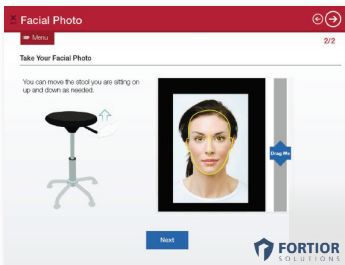 Facial Photo
Menu
2/2
Take Your Facial Photo
You can move the stool you are sitting on
up and down as needed.
Drag Me
Next
FORTIOR
SOLUTIONS